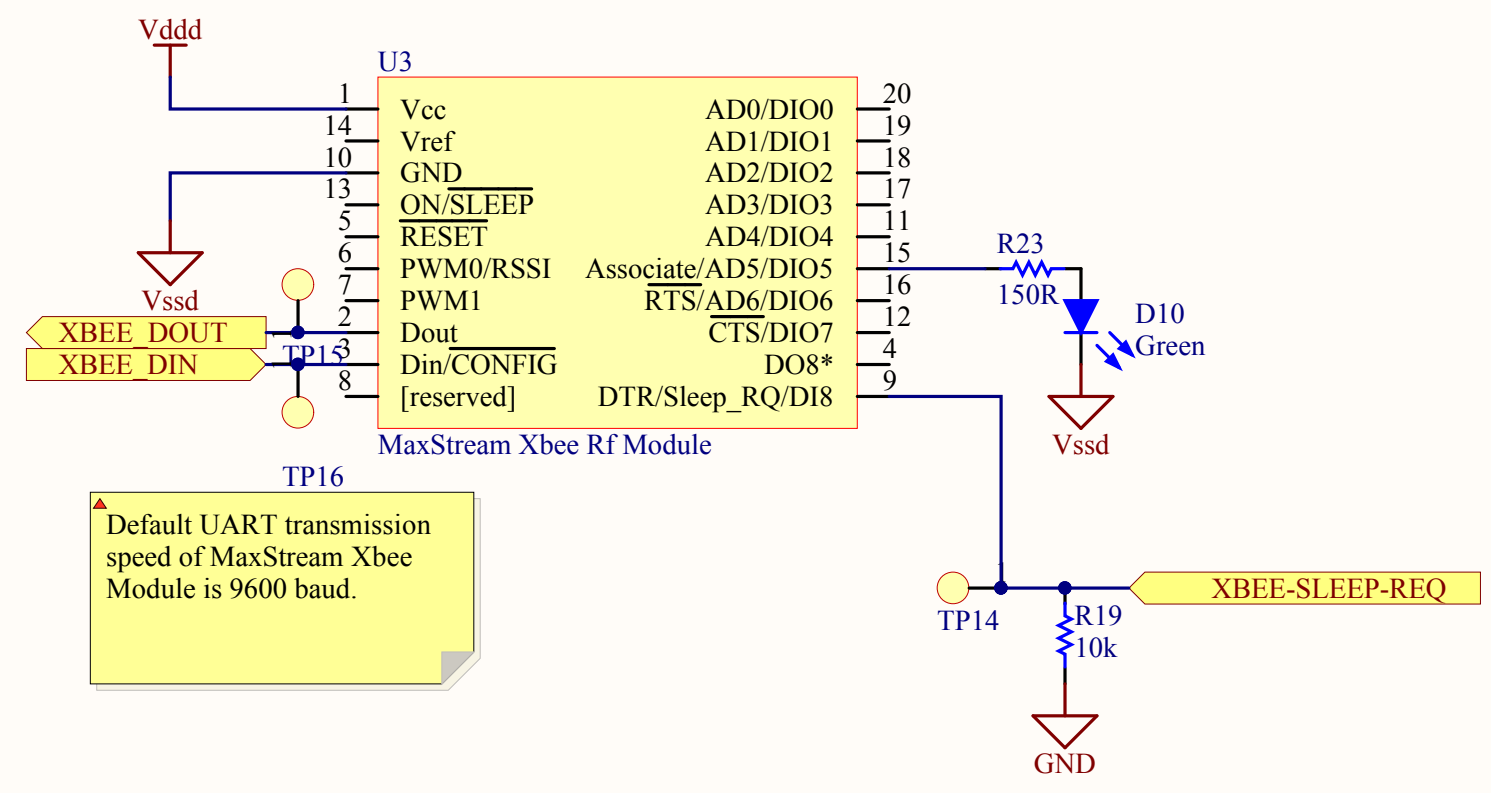 Vddd
U3
1
Vcc
AD0/DIO0
20
14
Vref
AD1/DIO1
19
10
GND
AD2/DIO2
18
13
ON/SLEEP
AD3/DIO3
17
5
RESET
AD4/DIO4
11
6
PWM0/RSSI
Associate/AD5/DIO5
15
R23
150R
7
PWM1
RTS/AD6/DIO6
16
Vssd
XBEE_DOUT
2
Dout
CTS/DIO7
12
D10
Green
TP15
XBEE_DIN
3
Din/CONFIG
DO8*
4
8
[reserved]
DTR/Sleep_RQ/DI8
9
MaxStream Xbee Rf Module
Vssd
TP16
Default UART transmission
speed of MaxStream Xbee
Module is 9600 baud.
XBEE-SLEEP-REQ
TP14
R19
10k
GND